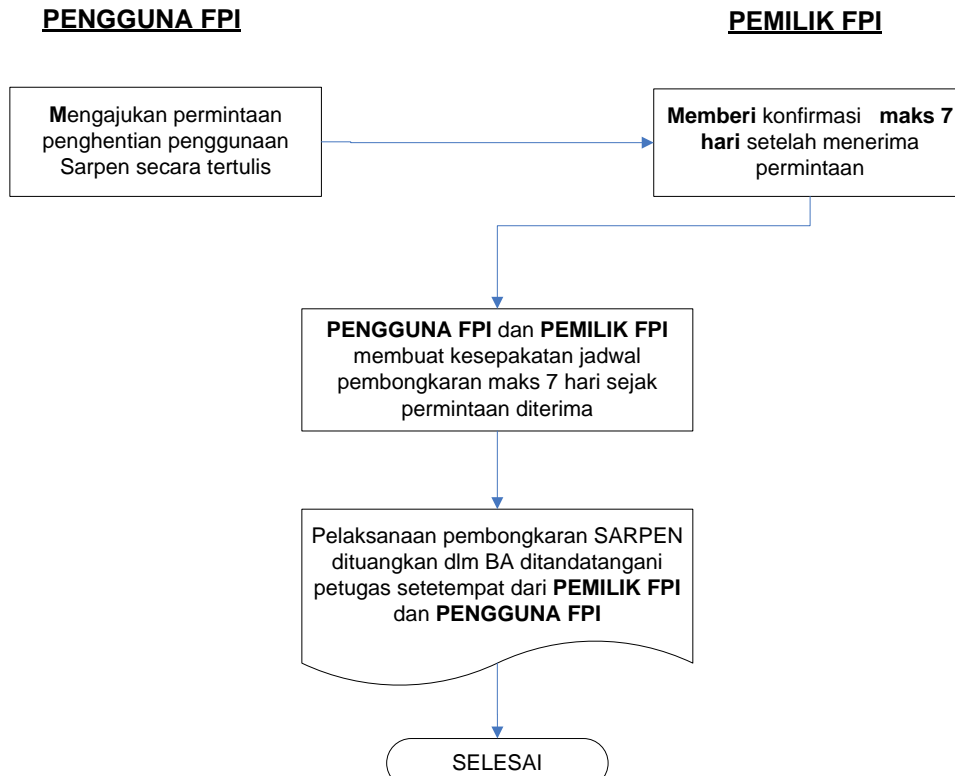 PENGGUNA FPI
PEMILIK FPI
Mengajukan permintaan
penghentian penggunaan
Sarpen secara tertulis
Memberi konfirmasi maks 7
hari setelah menerima
permintaan
PENGGUNA FPI dan PEMILIK FPI
membuat kesepakatan jadwal
pembongkaran maks 7 hari sejak
permintaan diterima
Pelaksanaan pembongkaran SARPEN
dituangkan dlm BA ditandatangani
petugas setetempat dari PEMILIK FPI
dan PENGGUNA FPI
SELESAI